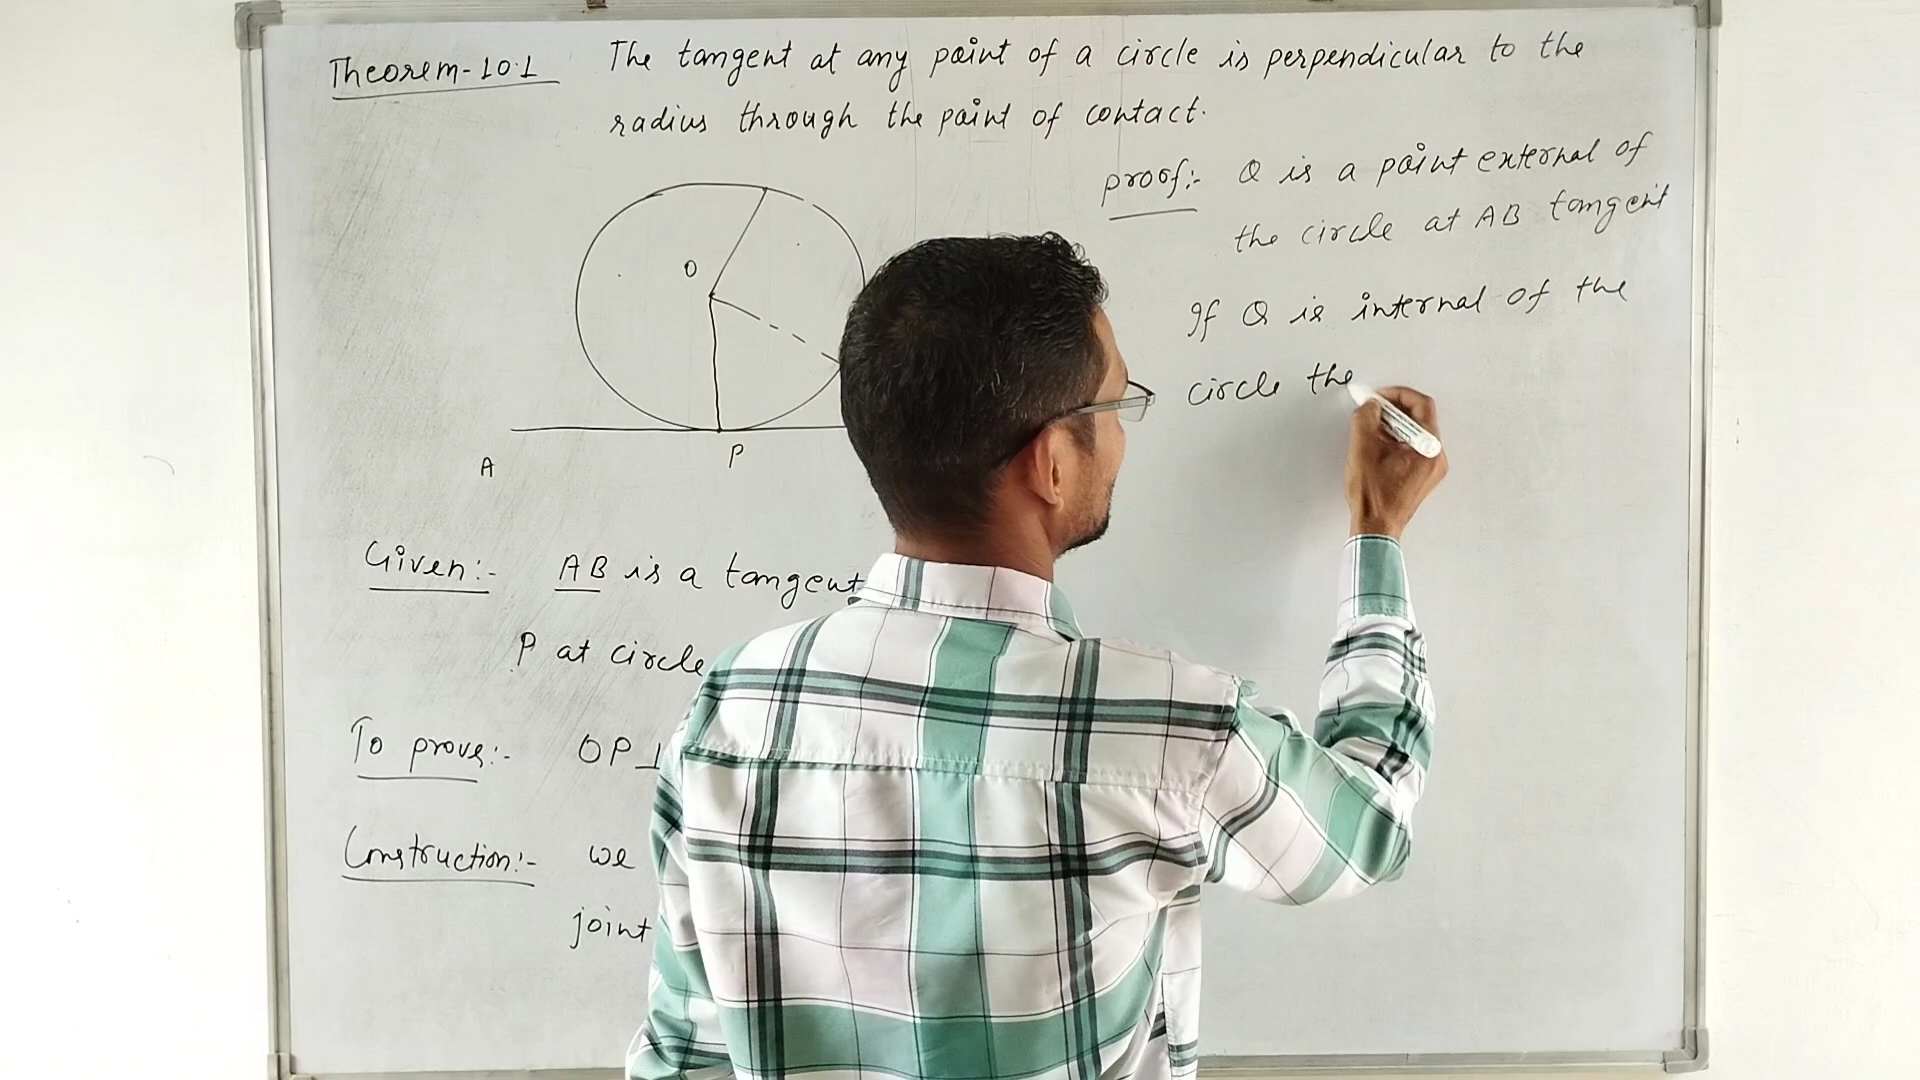 Theorem-10.1 The tangent at any point of a circle is perpendicular to the
radius through the point of contact.
proof:- Q is a point external of
the circle at AB tangent
If Q is internal of the
circle the
O
P
A
Given:- AB is a tangent
P at circle
To prove:- OP ⊥
Construction:- we
joint